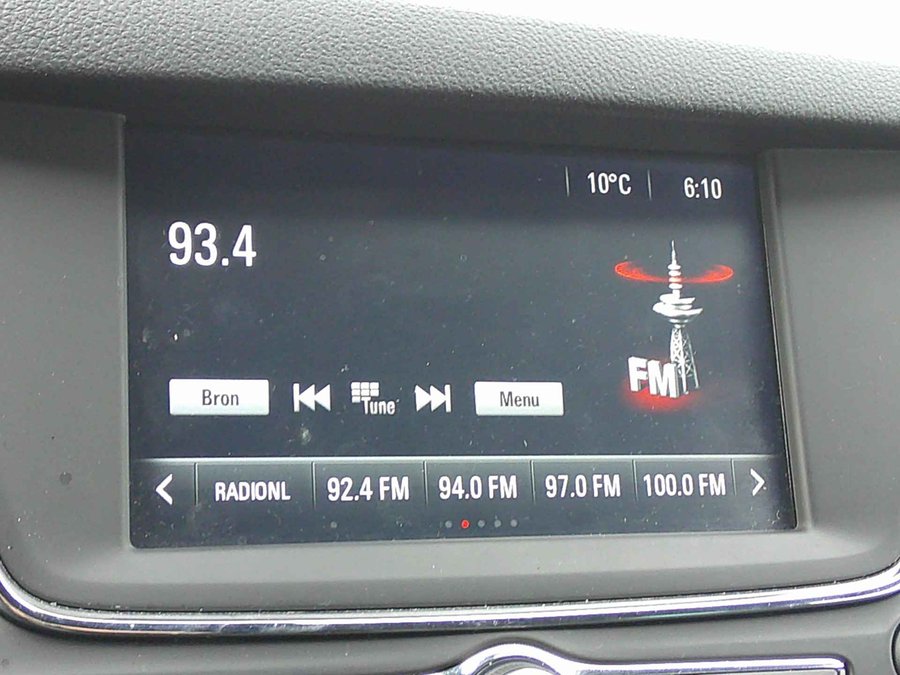 10°C 6:10
93.4
FM
Bron Tune Menu
RADIONL 92.4 FM 94.0 FM 97.0 FM 100.0 FM